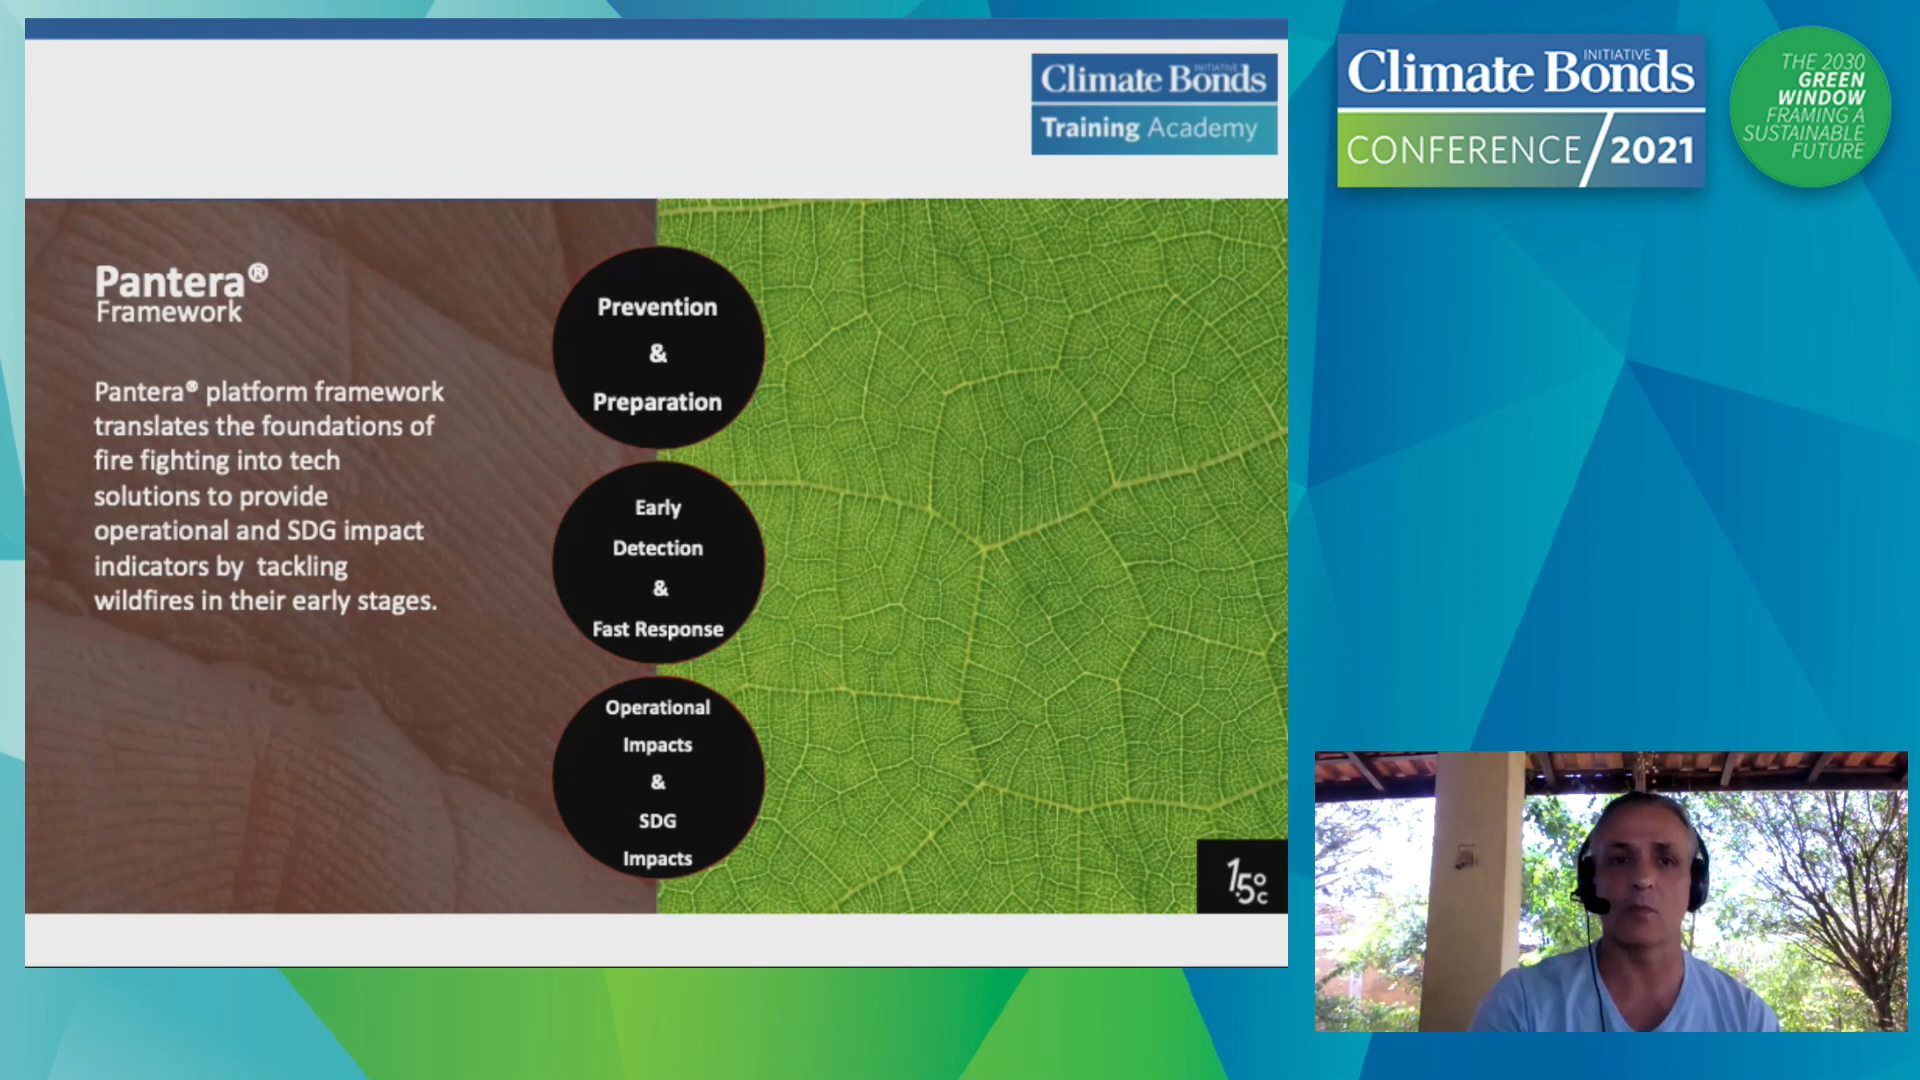 Climate Bonds
INITIATIVE
Training Academy
Pantera®
Framework
Pantera® platform framework
translates the foundations of
fire fighting into tech
solutions to provide
operational and SDG impact
indicators by tackling
wildfires in their early stages.
Prevention
&
Preparation
Early
Detection
&
Fast Response
Operational
Impacts
&
SDG
Impacts
1.5°C
Climate Bonds
INITIATIVE
CONFERENCE/2021
THE 2030
GREEN
WINDOW
FRAMING A
SUSTAINABLE
FUTURE